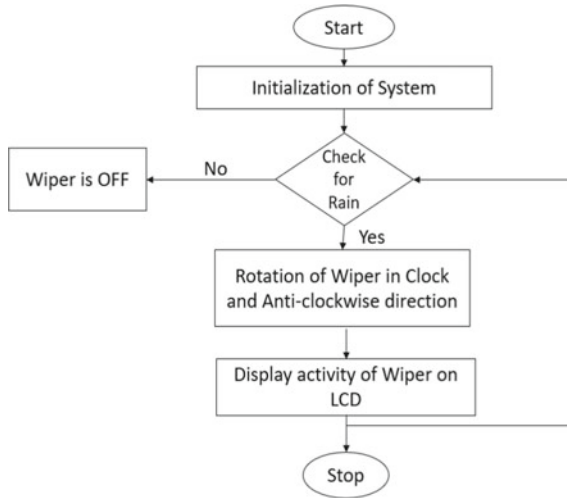 Start
Initialization of System
Check
for
Rain
No
Wiper is OFF
Yes
Rotation of Wiper in Clock
and Anti-clockwise direction
Display activity of Wiper on
LCD
Stop